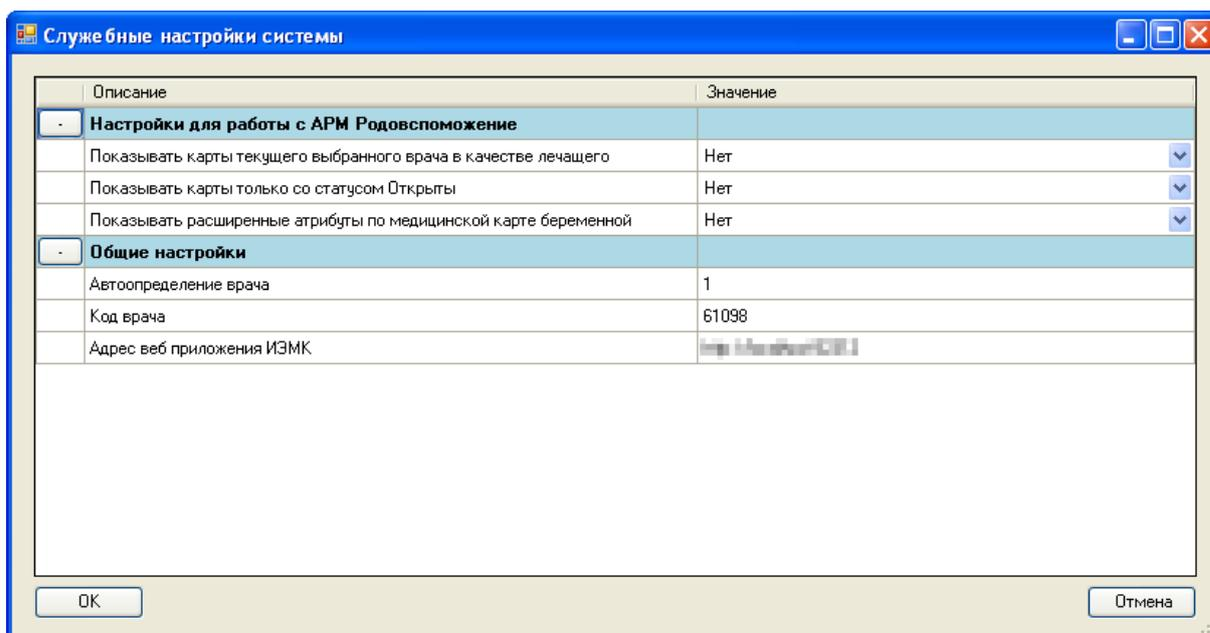 Служебные настройки системы
Описание Значение
- Настройки для работы с АРМ Родовспоможение
Показывать карты текущего выбранного врача в качестве лечащего Нет
Показывать карты только со статусом Открыты Нет
Показывать расширенные атрибуты по медицинской карте беременной Нет
- Общие настройки
Автоопределение врача 1
Код врача 61098
Адрес веб приложения ИЭМК
OK Отмена